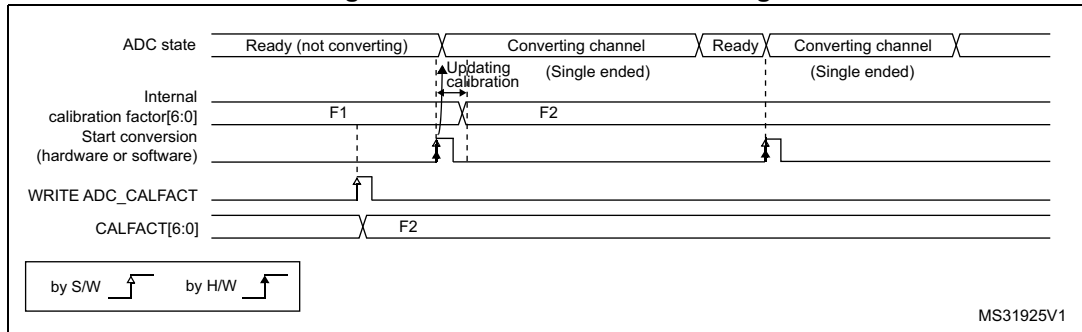 ADC state
Ready (not converting)
Converting channel
Ready
Converting channel
Updating
calibration
(Single ended)
(Single ended)
Internal
calibration factor[6:0]
F1
F2
Start conversion
(hardware or software)
WRITE ADC_CALFACT
CALFACT[6:0]
F2
by S/W
by H/W
MS31925V1